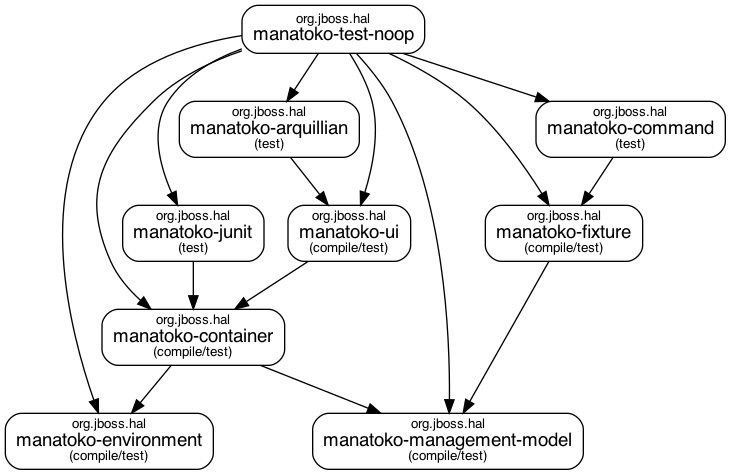 org.jboss.hal
manatoko-test-noop
org.jboss.hal
manatoko-arquillian
(test)
org.jboss.hal
manatoko-command
(test)
org.jboss.hal
manatoko-junit
(test)
org.jboss.hal
manatoko-ui
(compile/test)
org.jboss.hal
manatoko-fixture
(compile/test)
org.jboss.hal
manatoko-container
(compile/test)
org.jboss.hal
manatoko-environment
(compile/test)
org.jboss.hal
manatoko-management-model
(compile/test)